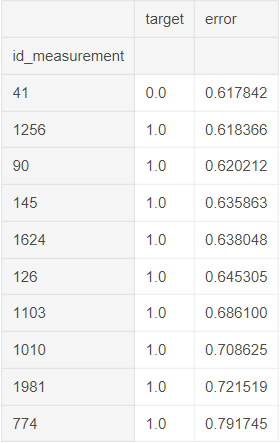 target error
id_measurement
41 0.0 0.617842
1256 1.0 0.618366
90 1.0 0.620212
145 1.0 0.635863
1624 1.0 0.638048
126 1.0 0.645305
1103 1.0 0.686100
1010 1.0 0.708625
1981 1.0 0.721519
774 1.0 0.791745